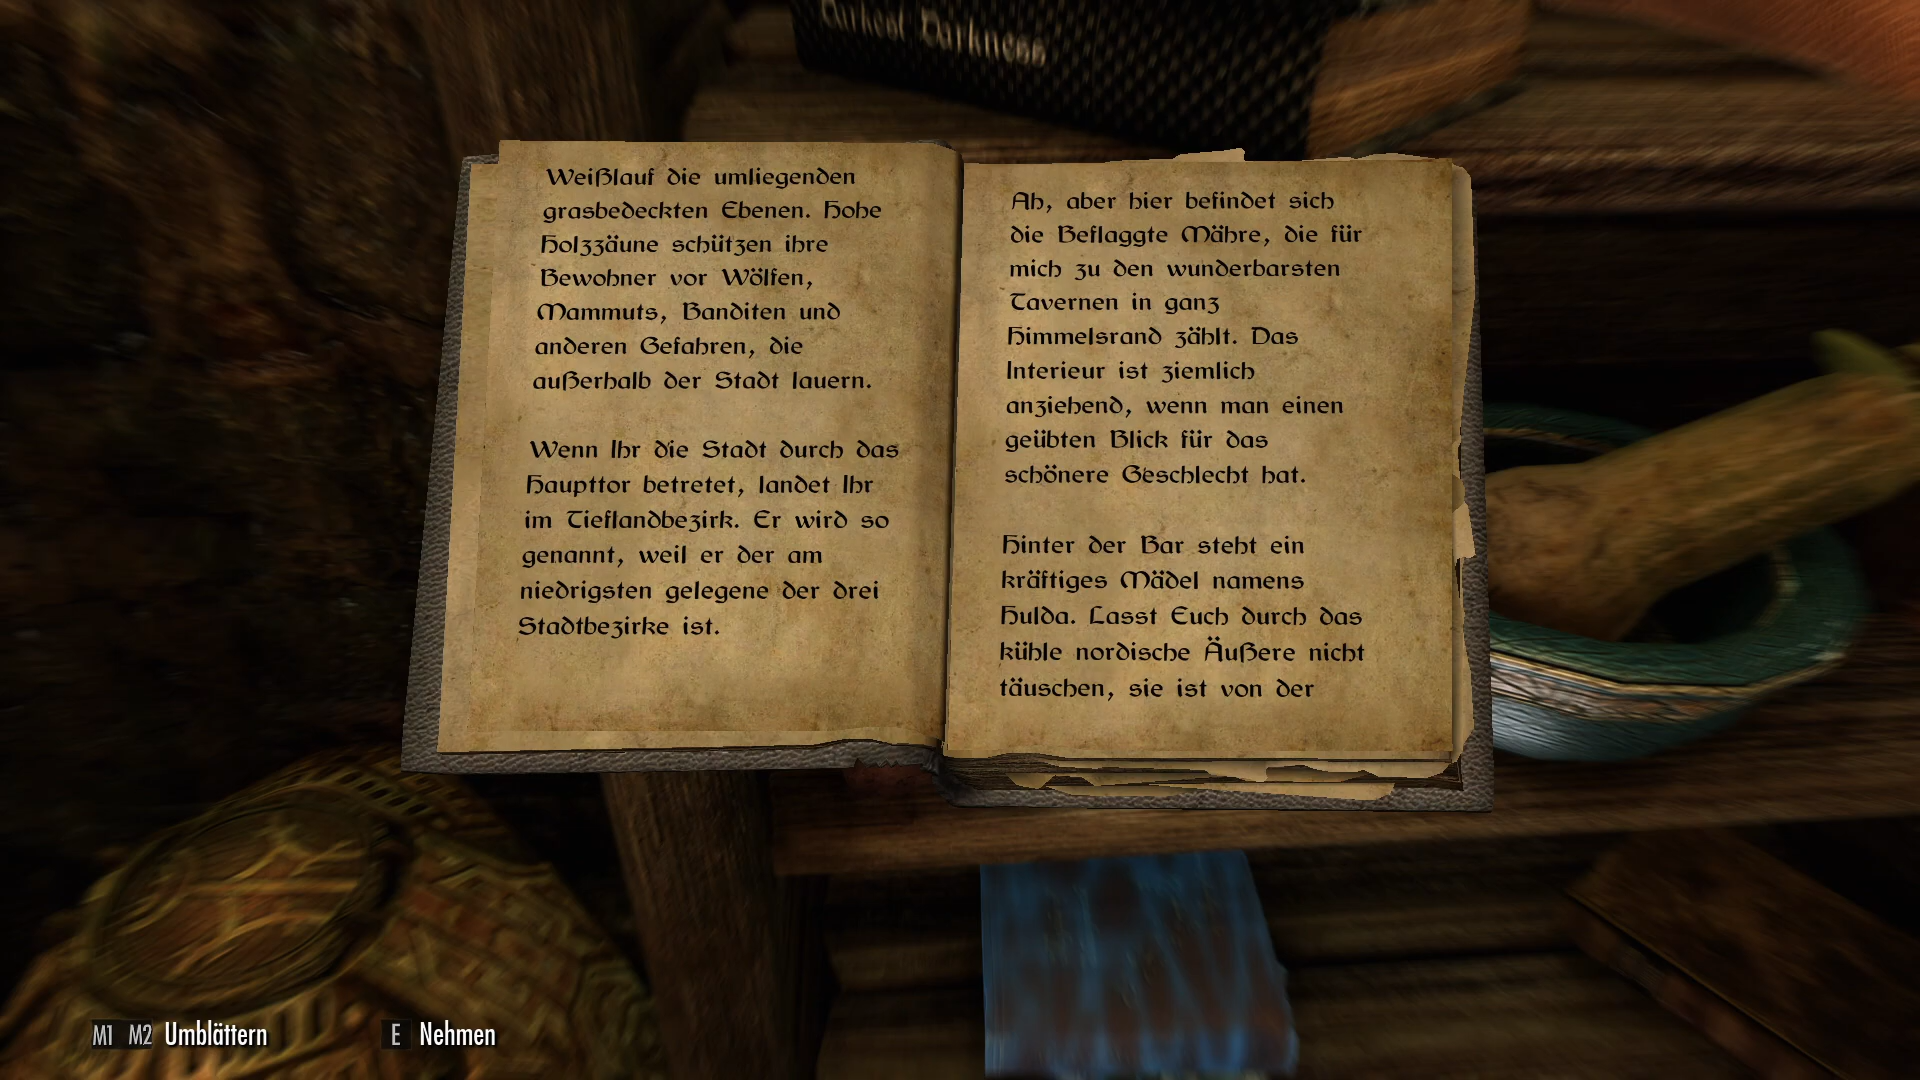 Darkest Darkness
Weißlauf die umliegenden
grasbedeckten Ebenen. Hohe
Holzzäune schützen ihre
Bewohner vor Wölfen,
Mammuts, Banditen und
anderen Gefahren, die
außerhalb der Stadt lauern.
Wenn Ihr die Stadt durch das
Haupttor betretet, landet Ihr
im Tieflandbezirk. Er wird so
genannt, weil er der am
niedrigsten gelegene der drei
Stadtbezirke ist.
Ah, aber hier befindet sich
die Beflaggte Mähre, die für
mich zu den wunderbarsten
Tavernen in ganz
Himmelsrand zählt. Das
Interieur ist ziemlich
anziehend, wenn man einen
geübten Blick für das
schönere Geschlecht hat.
Hinter der Bar steht ein
kräftiges Mädel namens
Hulda. Lasst Euch durch das
kühle nordische Äußere nicht
täuschen, sie ist von der
M1 M2 Umblättern
E Nehmen